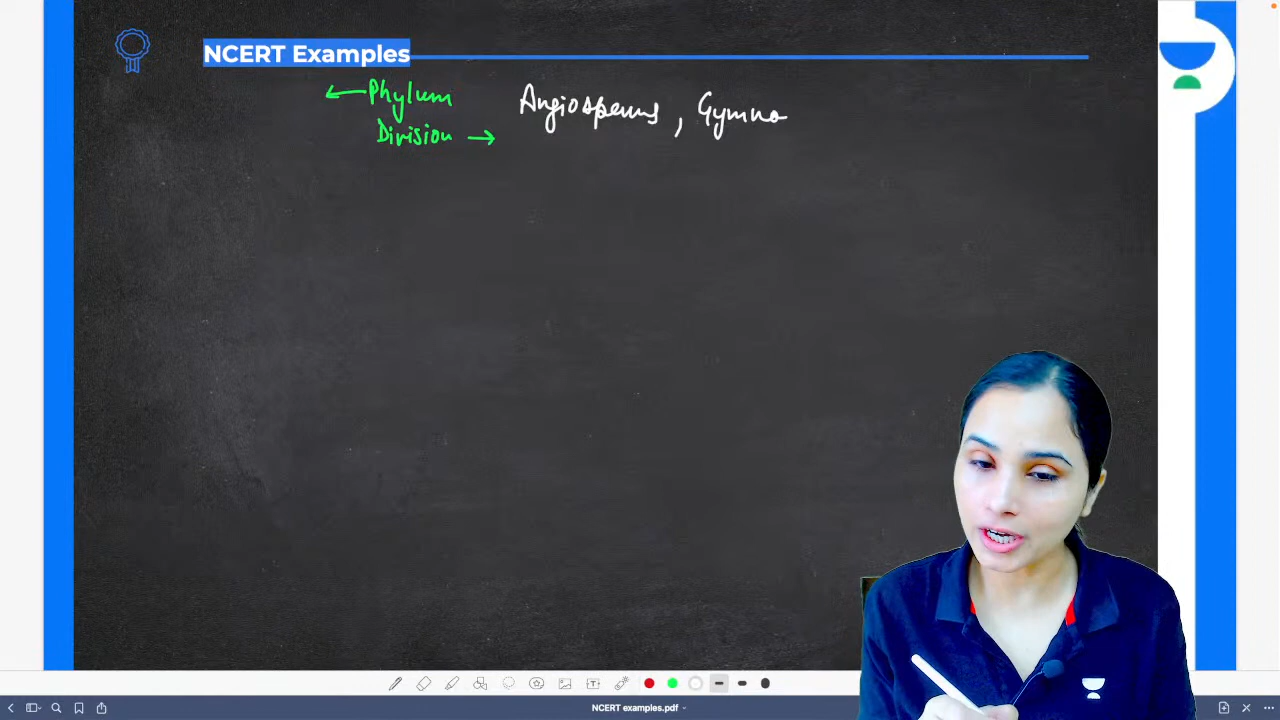 NCERT Examples
← Phylum Angiosperms, Gymno
Division →
NCERT examples.pdf